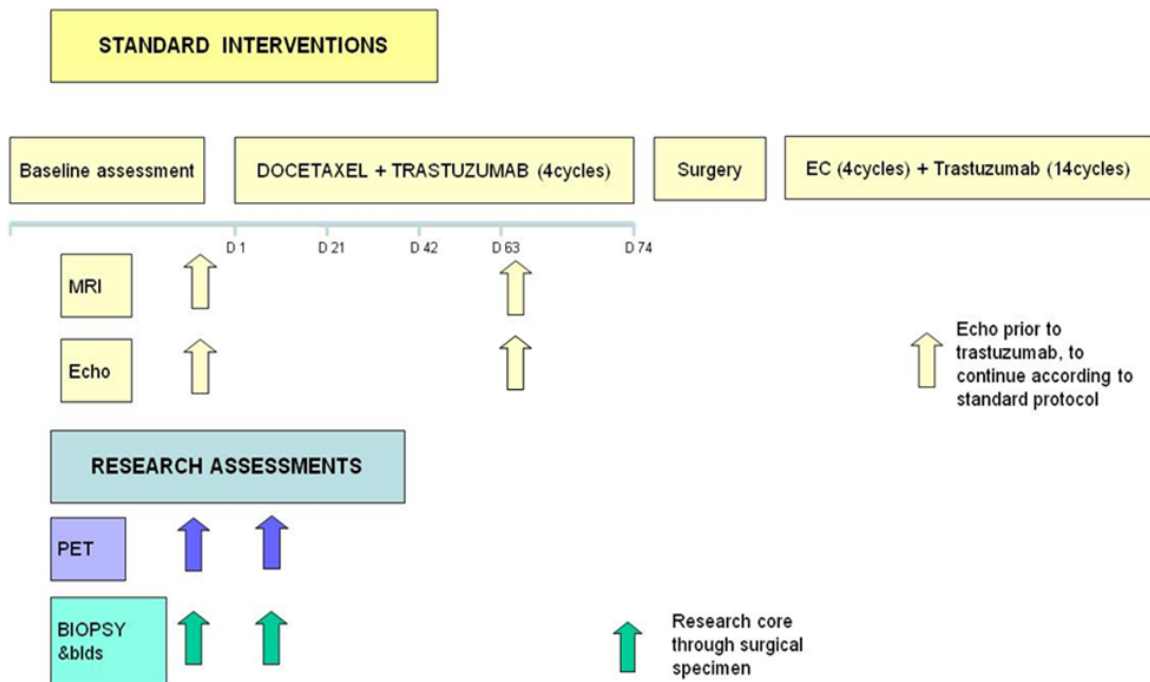 STANDARD INTERVENTIONS
Baseline assessment
DOCETAXEL + TRASTUZUMAB (4cycles)
Surgery
EC (4cycles) + Trastuzumab (14cycles)
D 1
D 21
D 42
D 63
D 74
MRI
Echo
Echo prior to
trastuzumab, to
continue according to
standard protocol
RESEARCH ASSESSMENTS
PET
BIOPSY
&blds
Research core
through surgical
specimen